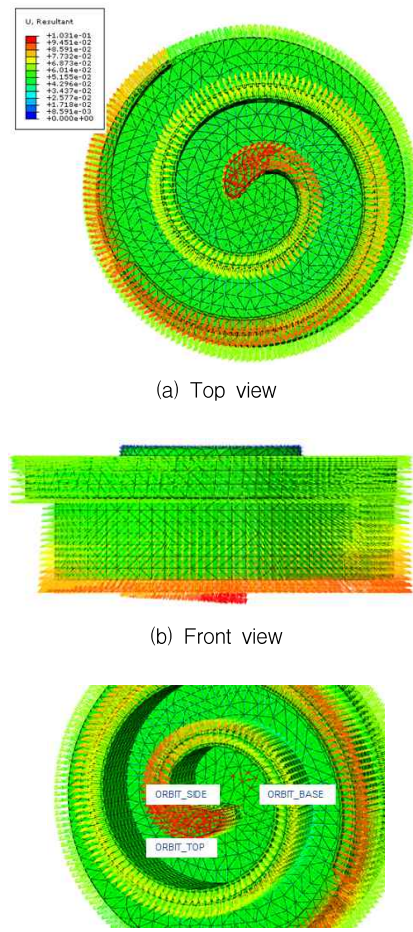 U, Resultant
+1.031e-01
+9.451e-02
+8.591e-02
+7.732e-02
+6.873e-02
+6.014e-02
+5.155e-02
+4.296e-02
+3.437e-02
+2.577e-02
+1.718e-02
+8.591e-03
+0.000e+00
(a) Top view
(b) Front view
ORBIT_SIDE
ORBIT_BASE
ORBIT_TOP